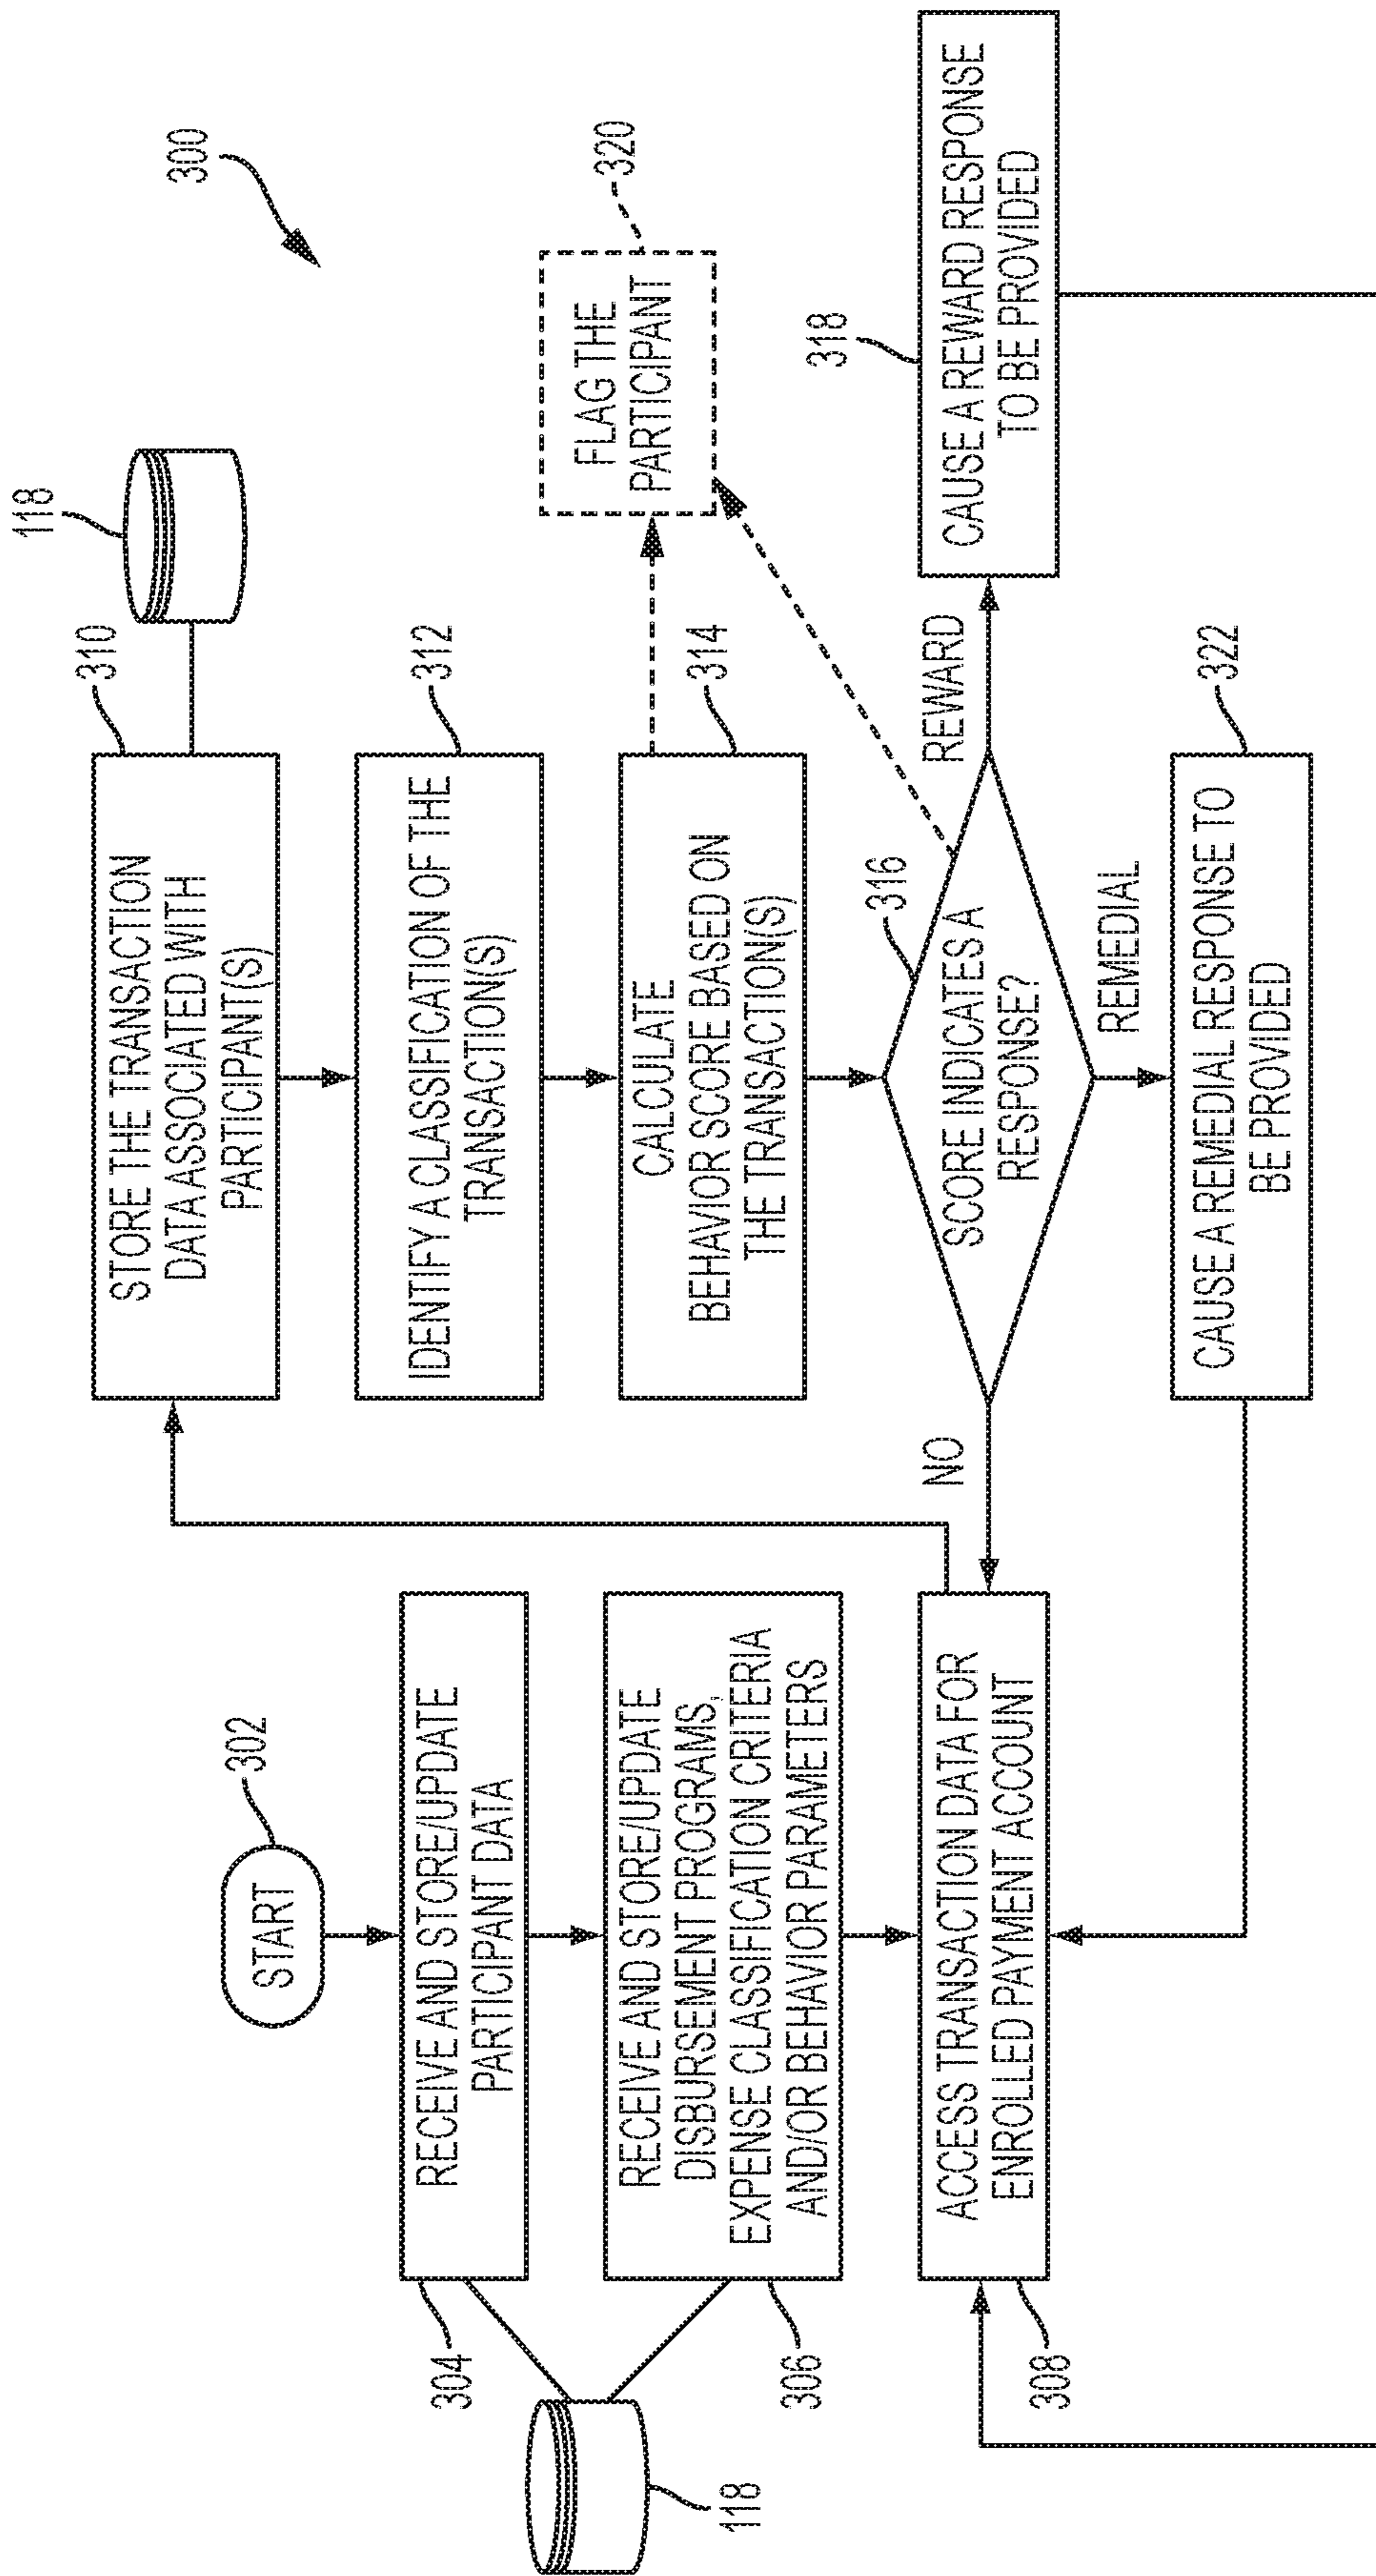 300
START
302
RECEIVE AND STORE/UPDATE
PARTICIPANT DATA
304
118
RECEIVE AND STORE/UPDATE
DISBURSEMENT PROGRAMS,
EXPENSE CLASSIFICATION CRITERIA
AND/OR BEHAVIOR PARAMETERS
306
ACCESS TRANSACTION DATA FOR
ENROLLED PAYMENT ACCOUNT
308
STORE THE TRANSACTION
DATA ASSOCIATED WITH
PARTICIPANT(S)
310
118
IDENTIFY A CLASSIFICATION OF THE
TRANSACTION(S)
312
CALCULATE
BEHAVIOR SCORE BASED ON
THE TRANSACTION(S)
314
FLAG THE
PARTICIPANT
320
SCORE INDICATES A
RESPONSE?
316
NO
REWARD
REMEDIAL
CAUSE A REWARD RESPONSE
TO BE PROVIDED
318
CAUSE A REMEDIAL RESPONSE TO
BE PROVIDED
322